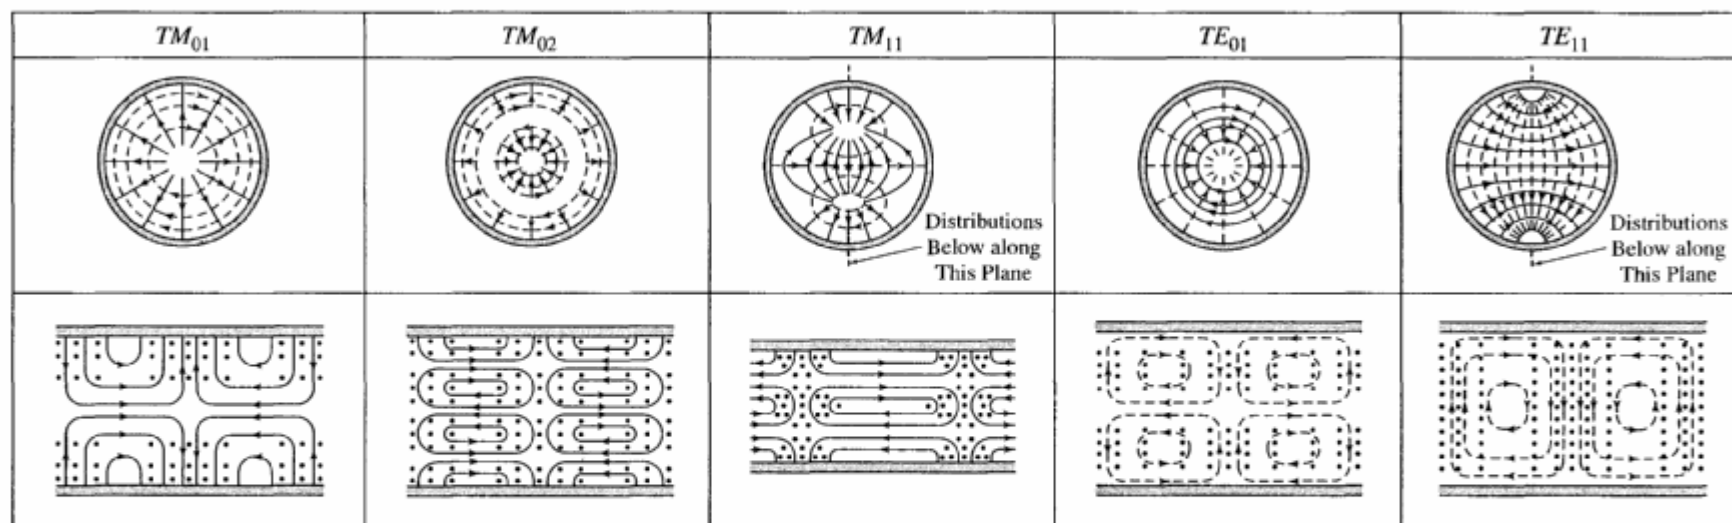 TM01 TM02 TM11 TE01 TE11
Distributions
Below along
This Plane
Distributions
Below along
This Plane